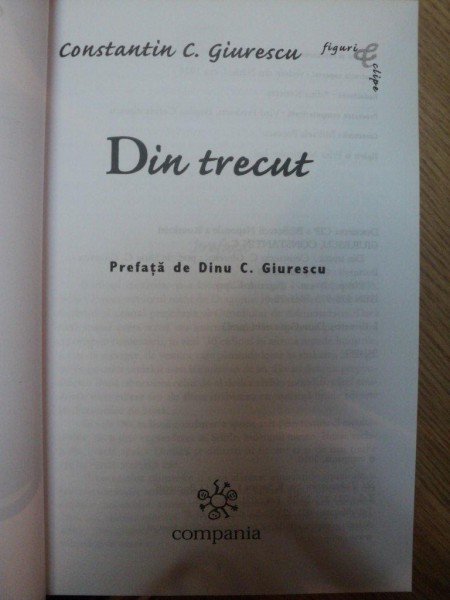 Constantin C. Giurescu
figuri & clipe
Din trecut
Prefață de Dinu C. Giurescu
compania